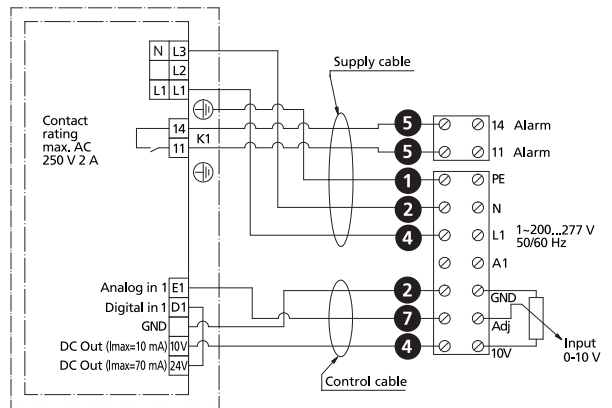 N L3
L2
L1 L1
Contact
rating
max. AC
250 V 2 A
14
K1
11
Supply cable
5 14 Alarm
5 11 Alarm
1 PE
2 N
4 L1 1~200...277 V
50/60 Hz
A1
Analog in 1 E1
Digital in 1 D1
GND
DC Out (Imax=10 mA) 10V
DC Out (Imax=70 mA) 24V
2 GND
7 Adj
4 10V
Input
0-10 V
Control cable